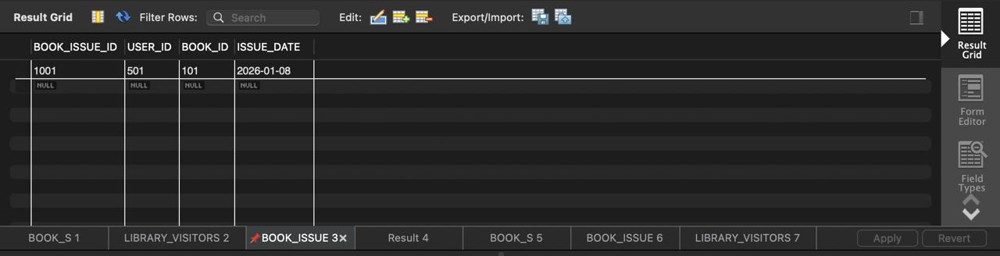 Result Grid Filter Rows: Search Edit: Export/Import:
BOOK_ISSUE_ID USER_ID BOOK_ID ISSUE_DATE
1001 501 101 2026-01-08
NULL NULL NULL NULL
Result
Grid
Form
Editor
Field
Types
BOOK_S 1 LIBRARY_VISITORS 2 BOOK_ISSUE 3 Result 4 BOOK_S 5 BOOK_ISSUE 6 LIBRARY_VISITORS 7 Apply Revert